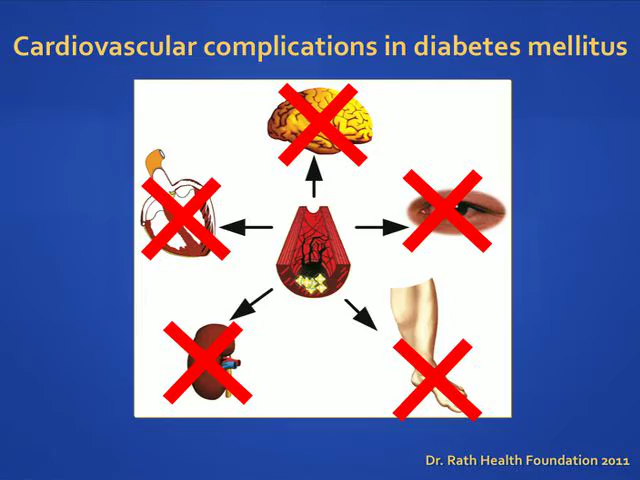 Cardiovascular complications in diabetes mellitus
Dr. Rath Health Foundation 2011